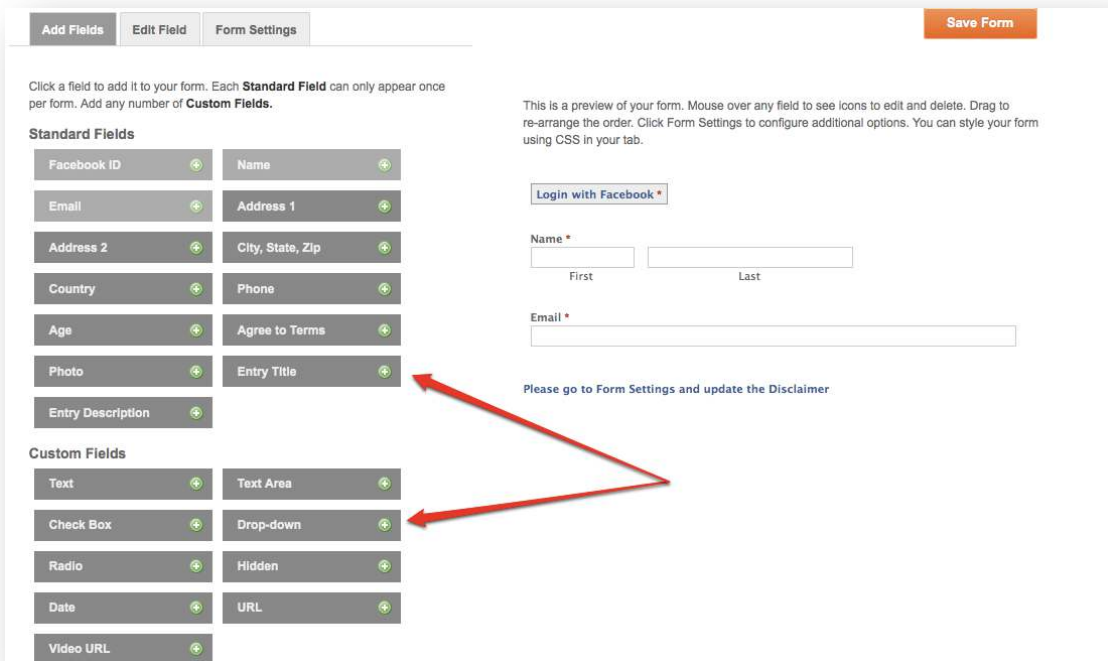 Add Fields
Edit Field
Form Settings
Save Form
Click a field to add it to your form. Each Standard Field can only appear once
per form. Add any number of Custom Fields.
Standard Fields
Facebook ID
Name
Email
Address 1
Address 2
City, State, Zip
Country
Phone
Age
Agree to Terms
Photo
Entry Title
Entry Description
Custom Fields
Text
Text Area
Check Box
Drop-down
Radio
Hidden
Date
URL
Video URL
This is a preview of your form. Mouse over any field to see icons to edit and delete. Drag to
re-arrange the order. Click Form Settings to configure additional options. You can style your form
using CSS in your tab.
Login with Facebook *
Name *
First
Last
Email *
Please go to Form Settings and update the Disclaimer